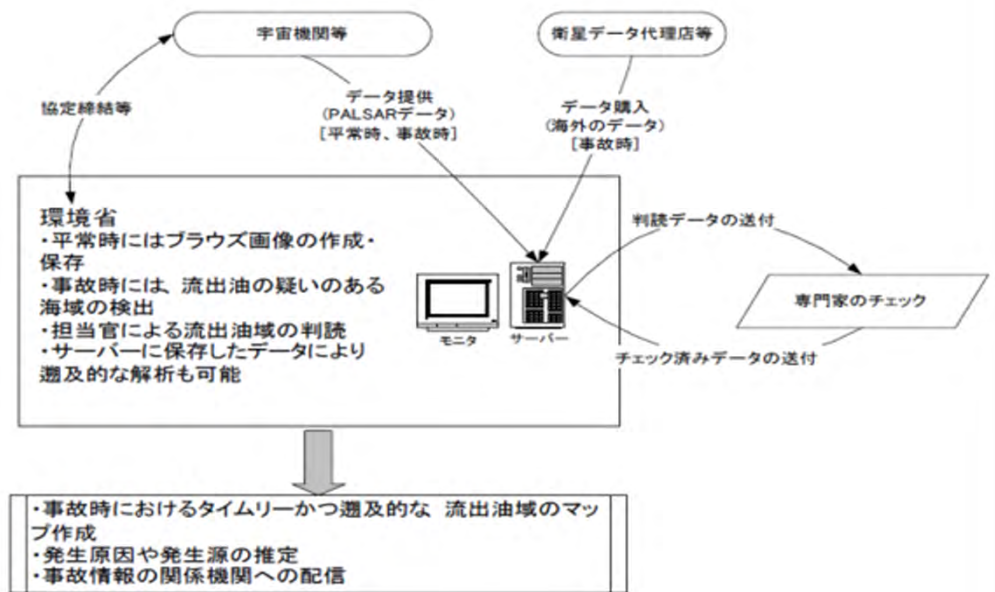 宇宙機関等
衛星データ代理店等
協定締結等
データ提供
(PALSARデータ)
[平常時、事故時]
データ購入
(海外のデータ)
[事故時]
環境省
・平常時にはブラウズ画像の作成・
保存
・事故時には、流出油の疑いのある
海域の検出
・担当官による流出油域の判読
・サーバーに保存したデータにより
遡及的な解析も可能
モニタ
サーバー
判読データの送付
専門家のチェック
チェック済みデータの送付
・事故時におけるタイムリーかつ遡及的な 流出油域のマッ
プ作成
・発生原因や発生源の推定
・事故情報の関係機関への配信